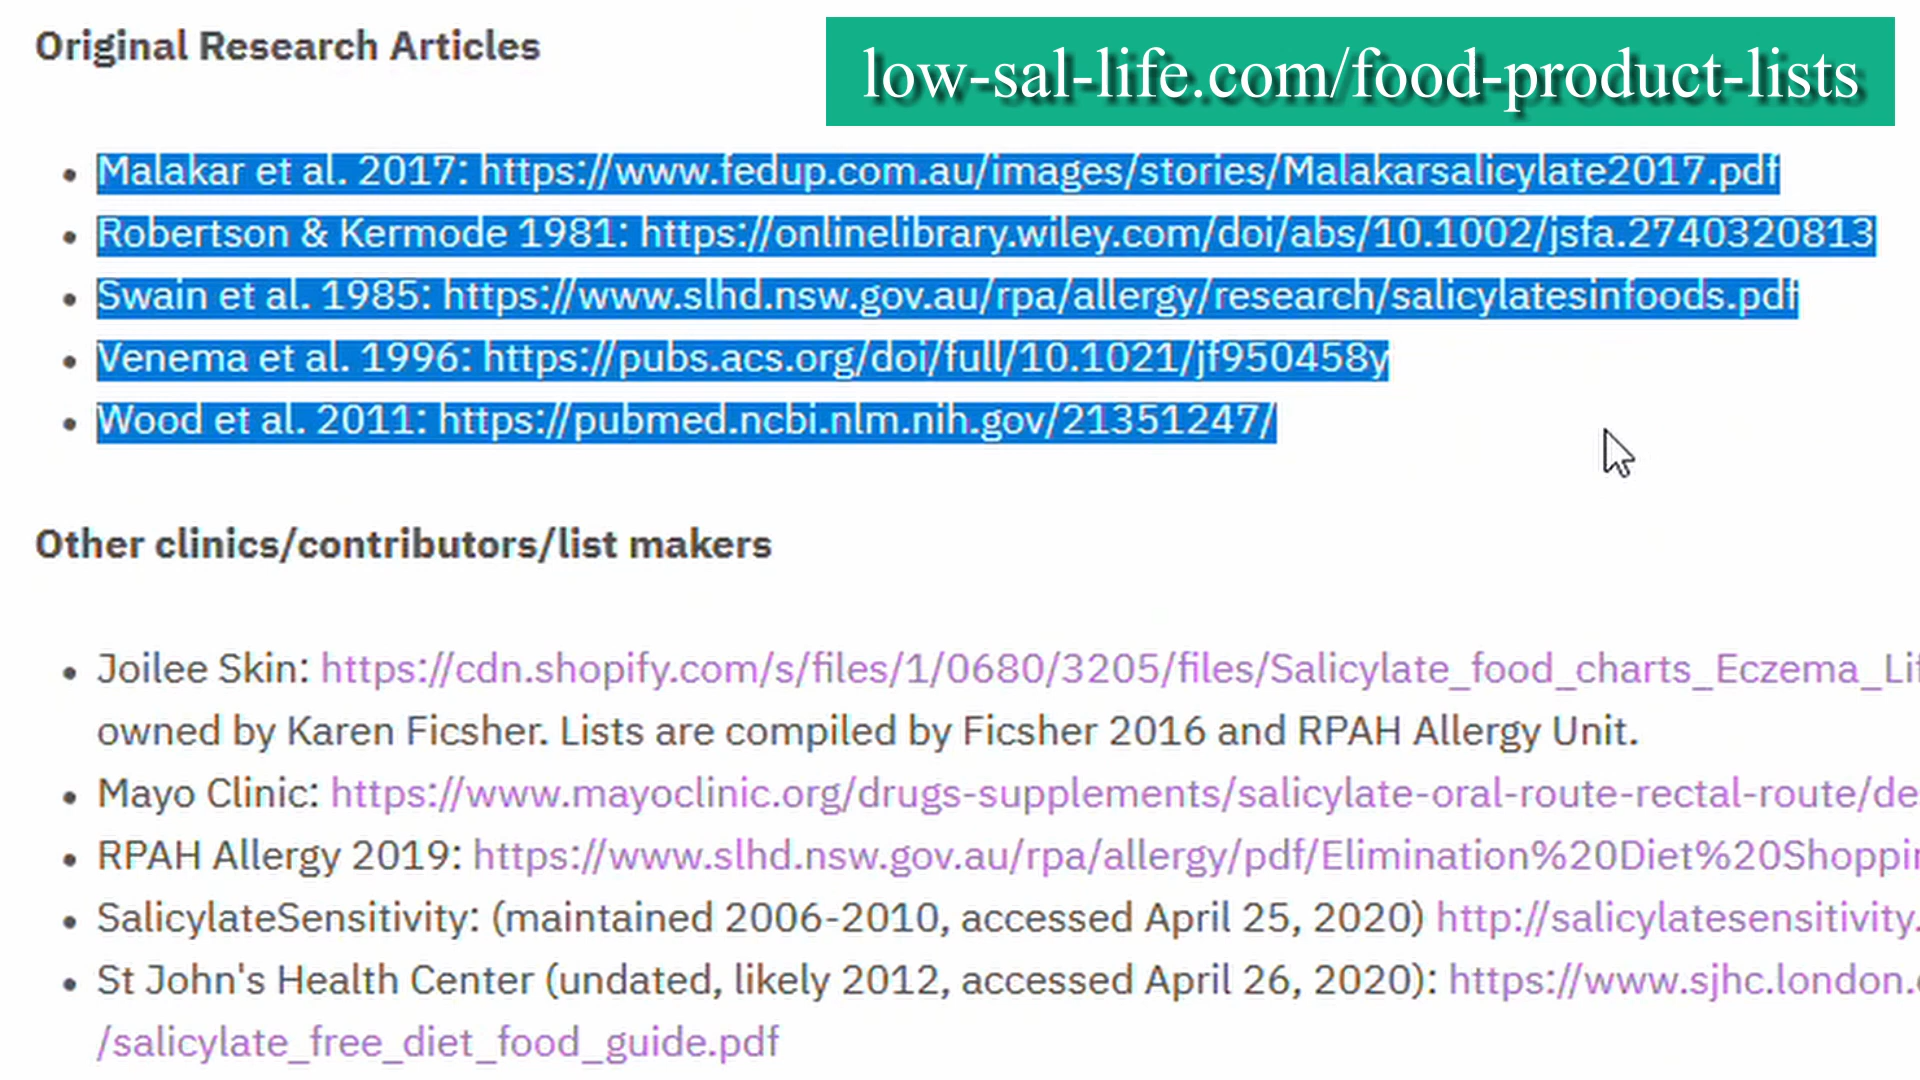 Original Research Articles
low-sal-life.com/food-product-lists
• Malakar et al. 2017: https://www.fedup.com.au/images/stories/Malakarsalicylate2017.pdf
• Robertson & Kermode 1981: https://onlinelibrary.wiley.com/doi/abs/10.1002/jsfa.2740320813
• Swain et al. 1985: https://www.slhd.nsw.gov.au/rpa/allergy/research/salicylatesinfoods.pdf
• Venema et al. 1996: https://pubs.acs.org/doi/full/10.1021/jf950458y
• Wood et al. 2011: https://pubmed.ncbi.nlm.nih.gov/21351247/
Other clinics/contributors/list makers
• Joilee Skin: https://cdn.shopify.com/s/files/1/0680/3205/files/Salicylate_food_charts_Eczema_Lif
owned by Karen Ficsher. Lists are compiled by Ficsher 2016 and RPAH Allergy Unit.
• Mayo Clinic: https://www.mayoclinic.org/drugs-supplements/salicylate-oral-route-rectal-route/de
• RPAH Allergy 2019: https://www.slhd.nsw.gov.au/rpa/allergy/pdf/Elimination%20Diet%20Shoppin
• SalicylateSensitivity: (maintained 2006-2010, accessed April 25, 2020) http://salicylatesensitivity.
• St John's Health Center (undated, likely 2012, accessed April 26, 2020): https://www.sjhc.london.
/salicylate_free_diet_food_guide.pdf